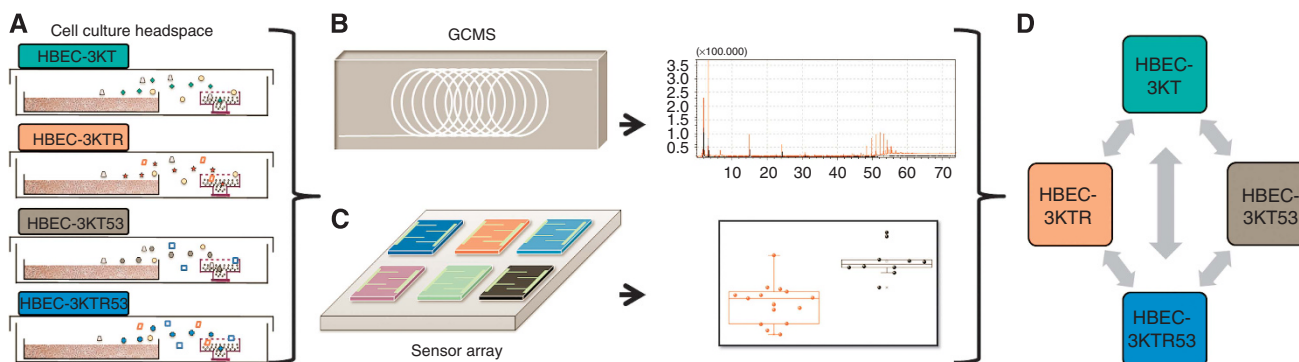 A
Cell culture headspace
HBEC-3KT
HBEC-3KTR
HBEC-3KT53
HBEC-3KTR53
B
GCMS
(×100.000)
3.5
3.0
2.5
2.0
1.5
1.0
0.5
10 20 30 40 50 60 70
C
Sensor array
D
HBEC-
3KT
HBEC-
3KTR
HBEC-
3KT53
HBEC-
3KTR53